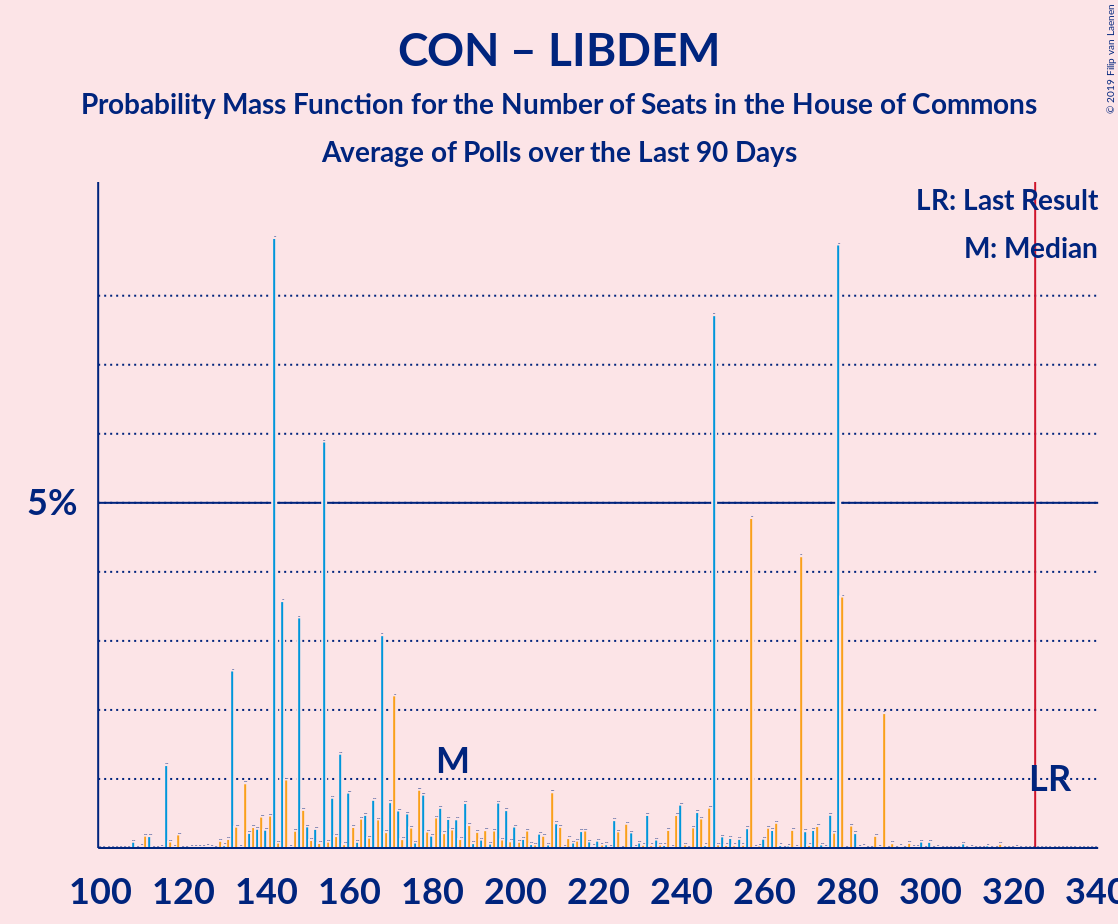 CON – LIBDEM
Probability Mass Function for the Number of Seats in the House of Commons
Average of Polls over the Last 90 Days
© 2019 Filip van Laenen
LR: Last Result
M: Median
5%
M
LR
100 120 140 160 180 200 220 240 260 280 300 320 340